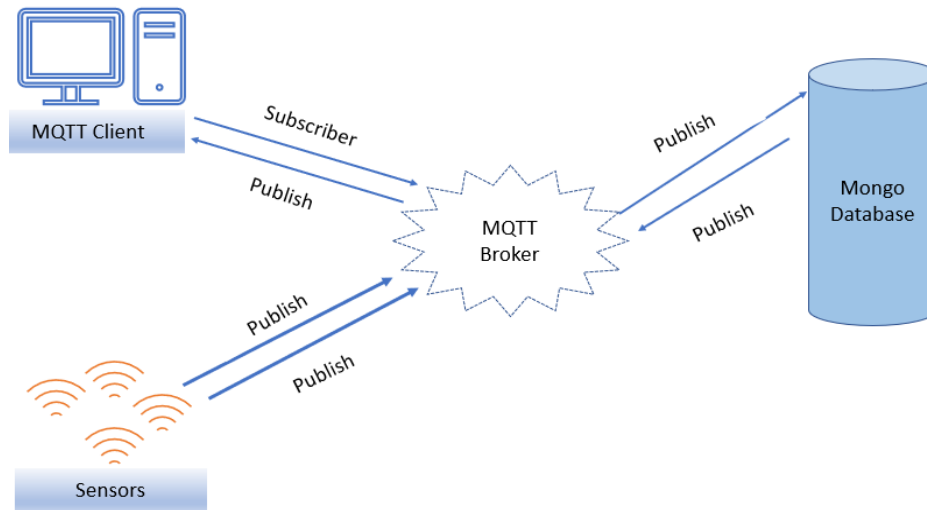 MQTT Client
Subscriber
Publish
MQTT
Broker
Publish
Publish
Mongo
Database
Publish
Publish
Sensors